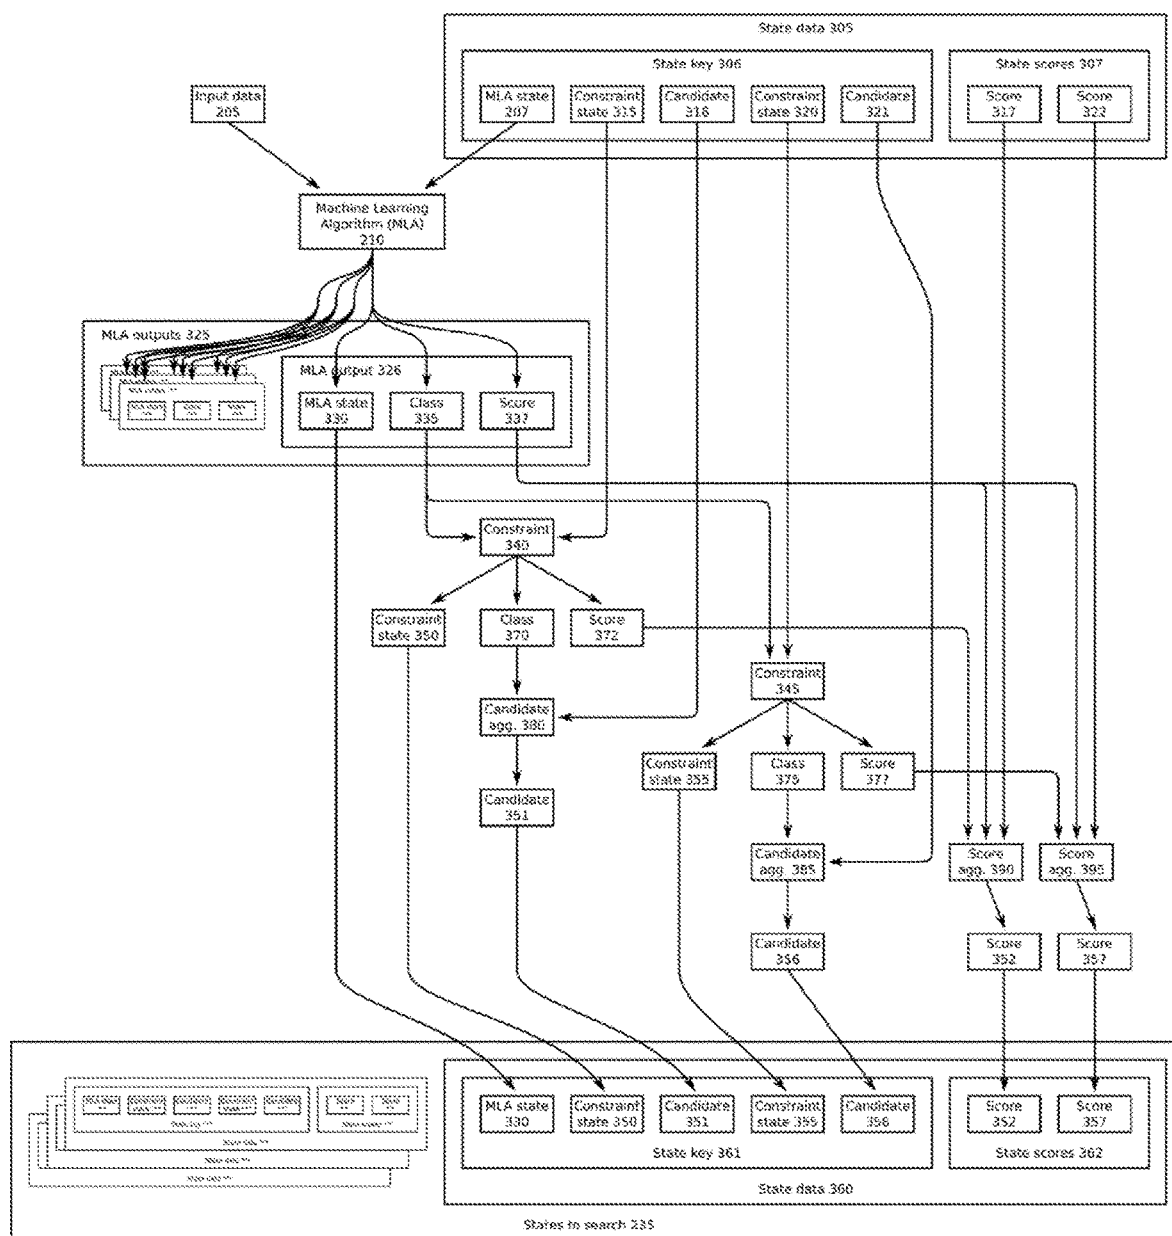 State data 305
State key 306
State scores 307
Input data
205
MLA state
207
Constraint
state 315
Candidate
316
Constraint
state 320
Candidate
321
Score
317
Score
322
Machine Learning
Algorithm (MLA)
210
MLA outputs 325
MLA output 326
MLA state
330
Class
335
Score
337
Constraint
340
Constraint
state 350
Class
370
Score
372
Constraint
345
Candidate
agg. 380
Constraint
state 355
Class
375
Score
377
Candidate
351
Candidate
agg. 385
Score
agg. 390
Score
agg. 395
Candidate
356
Score
352
Score
357
MLA state
330
Constraint
state 350
Candidate
351
Constraint
state 355
Candidate
356
Score
352
Score
357
State key 361
State scores 362
State data 360
States to search 235